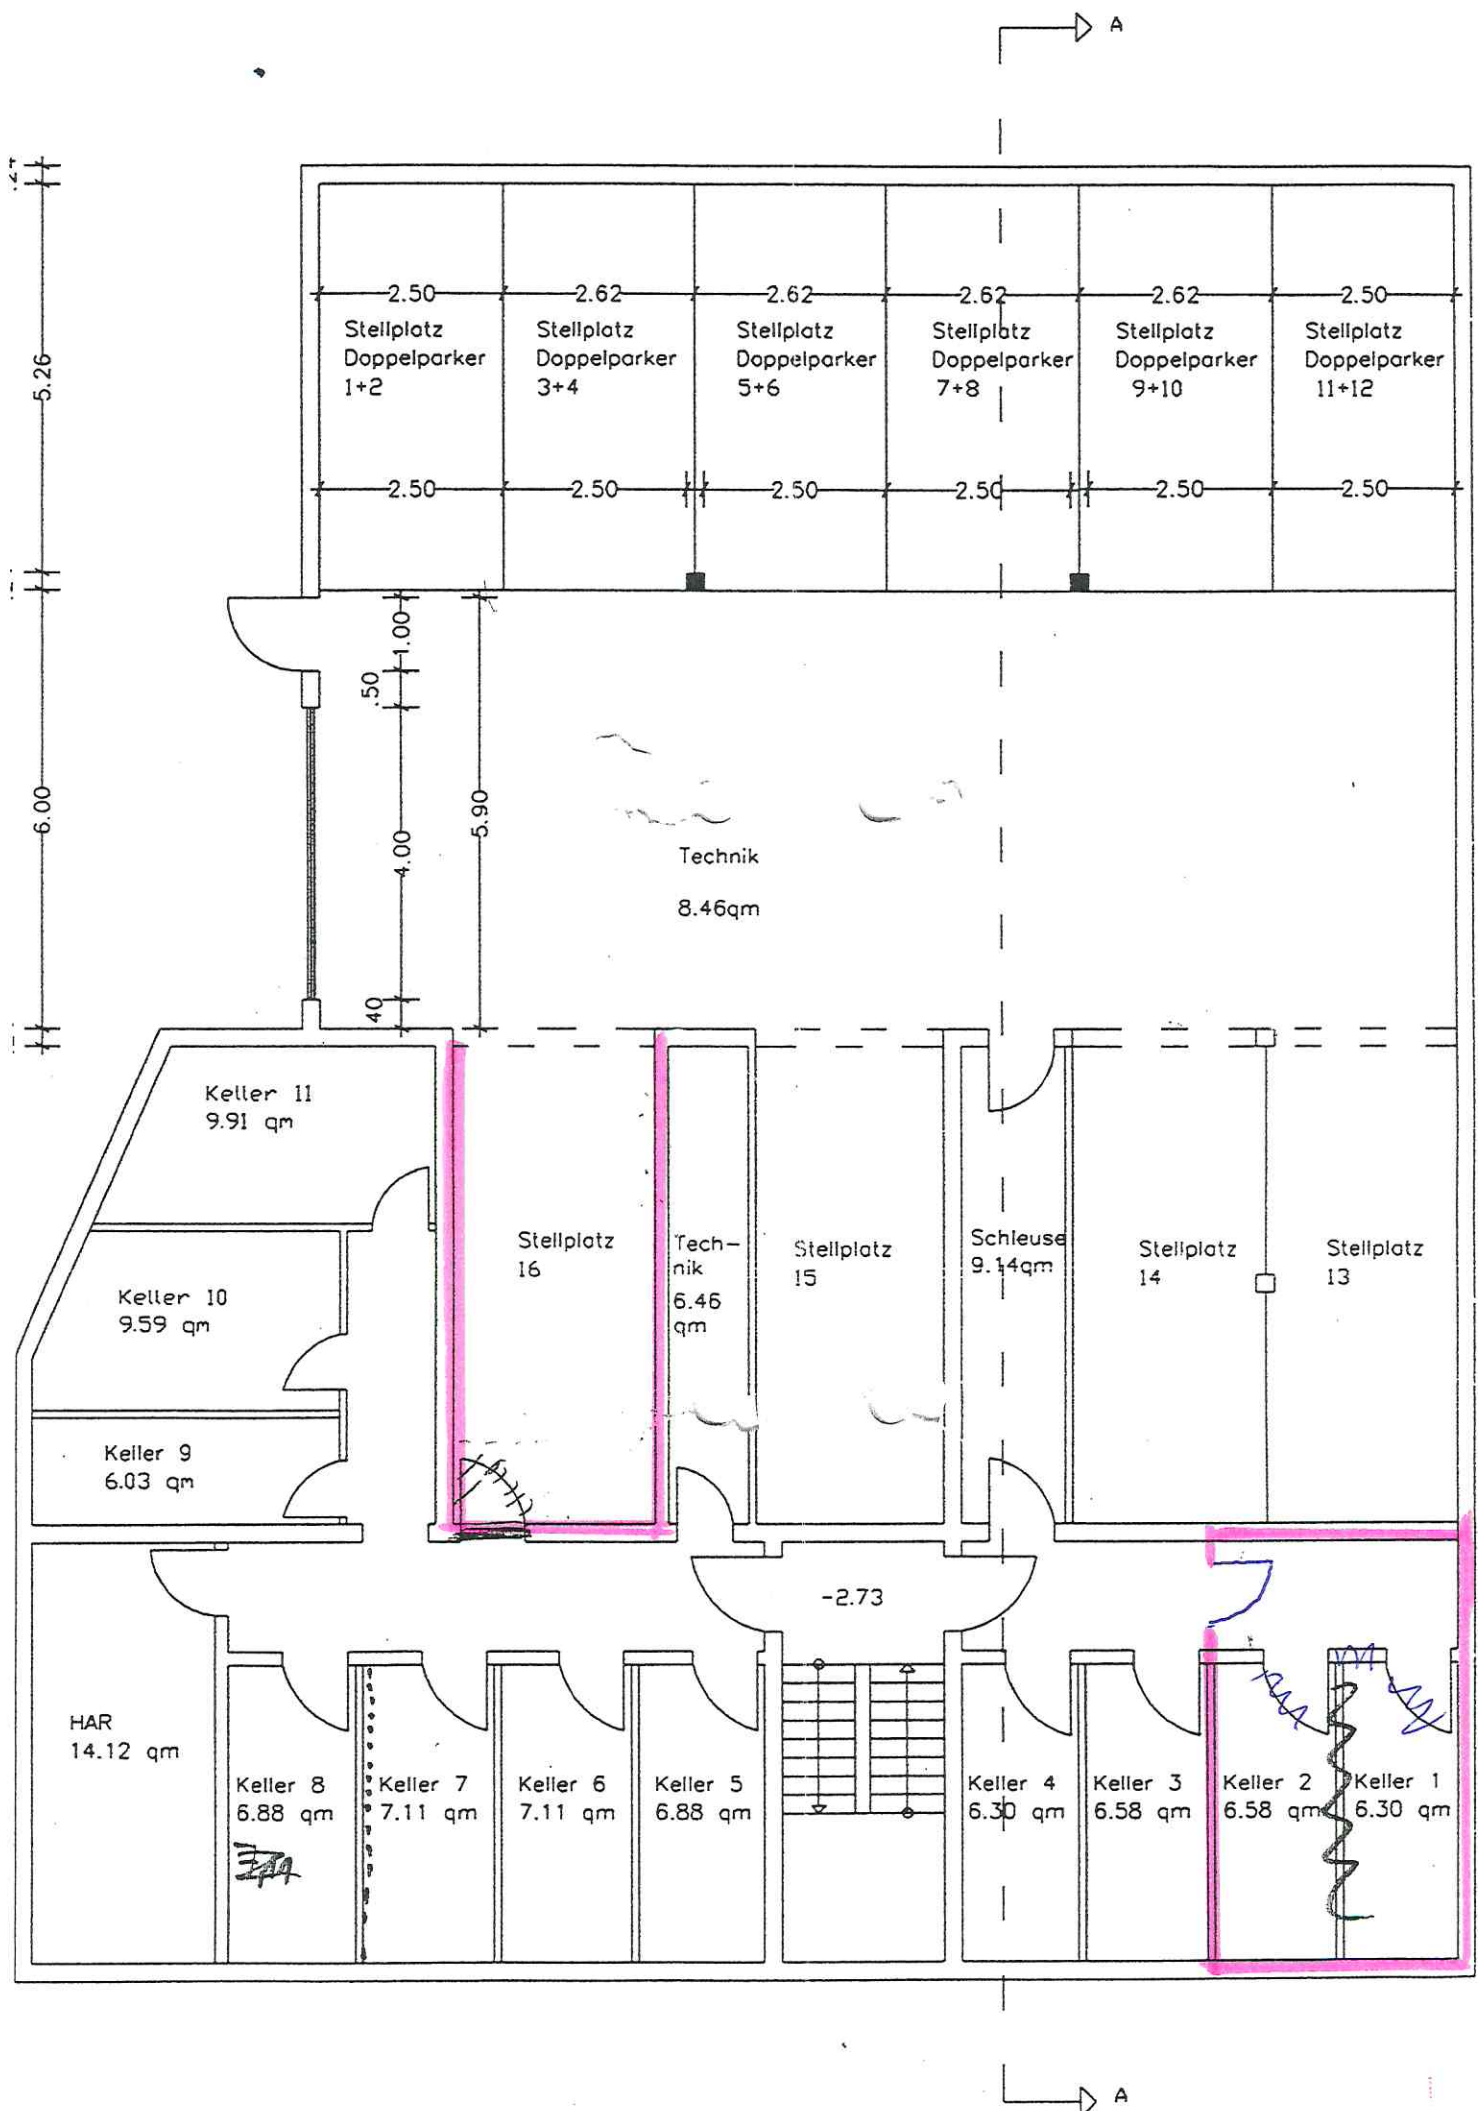 A
.24
2.50 2.62 2.62 2.62 2.62 2.50
Stellplatz
Doppelparker
1+2
Stellplatz
Doppelparker
3+4
Stellplatz
Doppelparker
5+6
Stellplatz
Doppelparker
7+8
Stellplatz
Doppelparker
9+10
Stellplatz
Doppelparker
11+12
5.26
2.50 2.50 2.50 2.50 2.50 2.50
1.00
.50
6.00
4.00
5.90
40
Technik
8.46qm
Keller 11
9.91 qm
Keller 10
9.59 qm
Keller 9
6.03 qm
Stellplatz
16
Tech-
nik
6.46
qm
Stellplatz
15
Schleuse
9.14qm
Stellplatz
14
Stellplatz
13
-2.73
HAR
14.12 qm
Keller 8
6.88 qm
Keller 7
7.11 qm
Keller 6
7.11 qm
Keller 5
6.88 qm
Keller 4
6.30 qm
Keller 3
6.58 qm
Keller 2
6.58 qm
Keller 1
6.30 qm
A